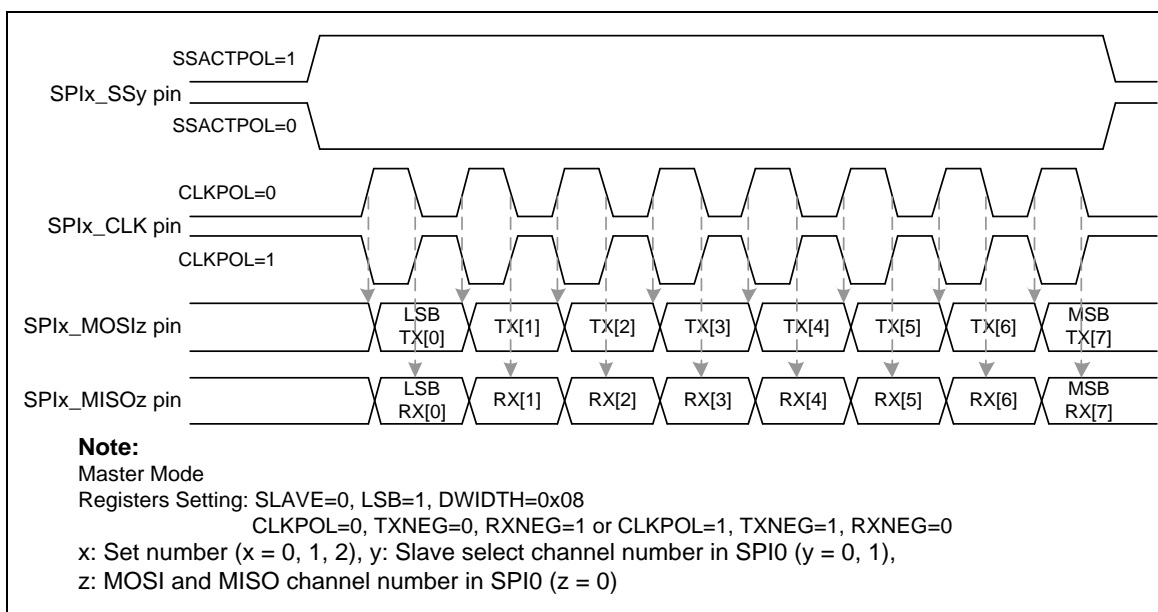 SSACTPOL=1
SPIx_SSy pin
SSACTPOL=0
CLKPOL=0
SPIx_CLK pin
CLKPOL=1
SPIx_MOSIz pin
LSB
TX[0]
TX[1]
TX[2]
TX[3]
TX[4]
TX[5]
TX[6]
MSB
TX[7]
SPIx_MISOz pin
LSB
RX[0]
RX[1]
RX[2]
RX[3]
RX[4]
RX[5]
RX[6]
MSB
RX[7]
Note:
Master Mode
Registers Setting: SLAVE=0, LSB=1, DWIDTH=0x08
CLKPOL=0, TXNEG=0, RXNEG=1 or CLKPOL=1, TXNEG=1, RXNEG=0
x: Set number (x = 0, 1, 2), y: Slave select channel number in SPI0 (y = 0, 1),
z: MOSI and MISO channel number in SPI0 (z = 0)